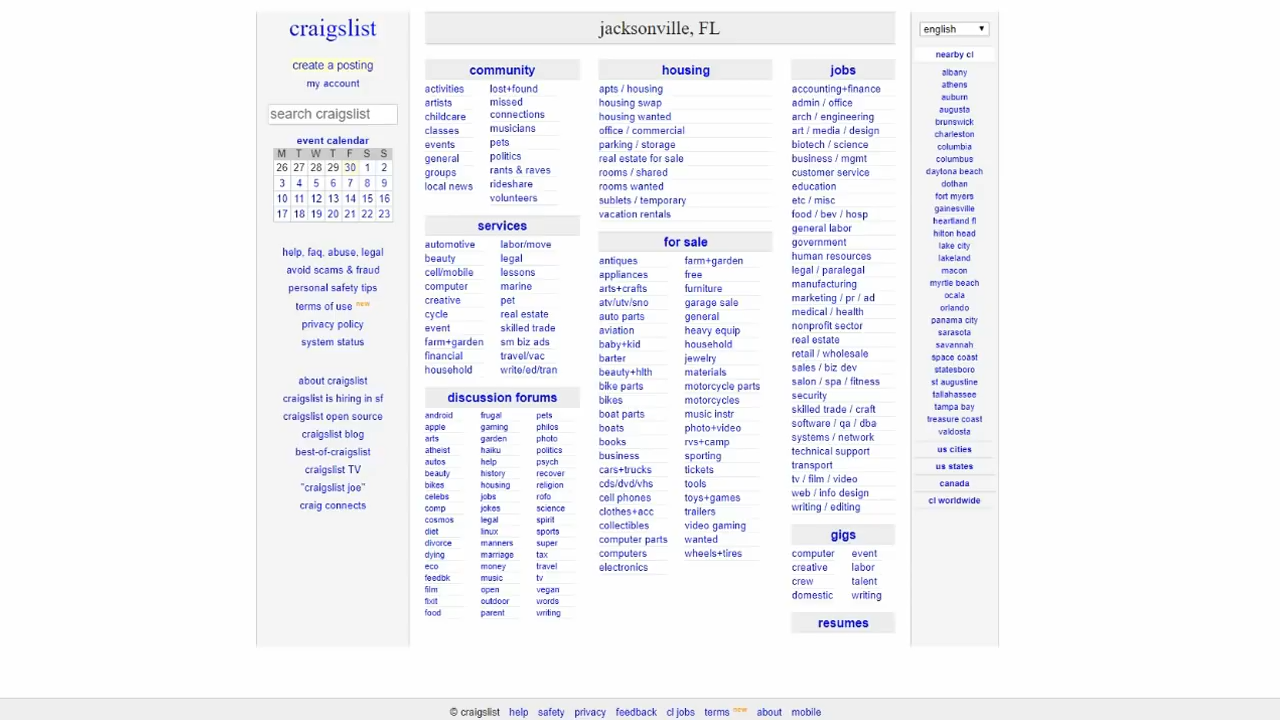 craigslist
create a posting
my account
search craigslist
event calendar
M T W T F S S
26 27 28 29 30 1 2
3 4 5 6 7 8 9
10 11 12 13 14 15 16
17 18 19 20 21 22 23
help, faq, abuse, legal
avoid scams & fraud
personal safety tips
terms of use new
privacy policy
system status
about craigslist
craigslist is hiring in sf
craigslist open source
craigslist blog
best-of-craigslist
craigslist TV
"craigslist joe"
craig connects
jacksonville, FL
community
activities
artists
childcare
classes
events
general
groups
local news
lost+found
missed
connections
musicians
pets
politics
rants & raves
rideshare
volunteers
services
automotive
beauty
cell/mobile
computer
creative
cycle
event
farm+garden
financial
household
labor/move
legal
lessons
marine
pet
real estate
skilled trade
sm biz ads
travel/vac
write/ed/tran
discussion forums
android
apple
arts
atheist
autos
beauty
bikes
celebs
comp
cosmos
diet
divorce
dying
eco
feedbk
film
fixit
food
frugal
gaming
garden
haiku
help
history
housing
jobs
jokes
legal
linux
manners
marriage
money
music
open
outdoor
parent
pets
philos
photo
politics
psych
recover
religion
rofo
science
spirit
sports
super
tax
travel
tv
vegan
words
writing
housing
apts / housing
housing swap
housing wanted
office / commercial
parking / storage
real estate for sale
rooms / shared
rooms wanted
sublets / temporary
vacation rentals
for sale
antiques
appliances
arts+crafts
atv/utv/sno
auto parts
aviation
baby+kid
barter
beauty+hlth
bike parts
bikes
boat parts
boats
books
business
cars+trucks
cds/dvd/vhs
cell phones
clothes+acc
collectibles
computer parts
computers
electronics
farm+garden
free
furniture
garage sale
general
heavy equip
household
jewelry
materials
motorcycle parts
motorcycles
music instr
photo+video
rvs+camp
sporting
tickets
tools
toys+games
trailers
video gaming
wanted
wheels+tires
jobs
accounting+finance
admin / office
arch / engineering
art / media / design
biotech / science
business / mgmt
customer service
education
etc / misc
food / bev / hosp
general labor
government
human resources
legal / paralegal
manufacturing
marketing / pr / ad
medical / health
nonprofit sector
real estate
retail / wholesale
sales / biz dev
salon / spa / fitness
security
skilled trade / craft
software / qa / dba
systems / network
technical support
transport
tv / film / video
web / info design
writing / editing
gigs
computer
creative
crew
domestic
event
labor
talent
writing
resumes
english
nearby cl
albany
athens
auburn
augusta
brunswick
charleston
columbia
columbus
daytona beach
dothan
fort myers
gainesville
heartland fl
hilton head
lake city
lakeland
macon
myrtle beach
ocala
orlando
panama city
sarasota
savannah
space coast
statesboro
st augustine
tallahassee
tampa bay
treasure coast
valdosta
us cities
us states
canada
cl worldwide
© craigslist help safety privacy feedback cl jobs terms new about mobile